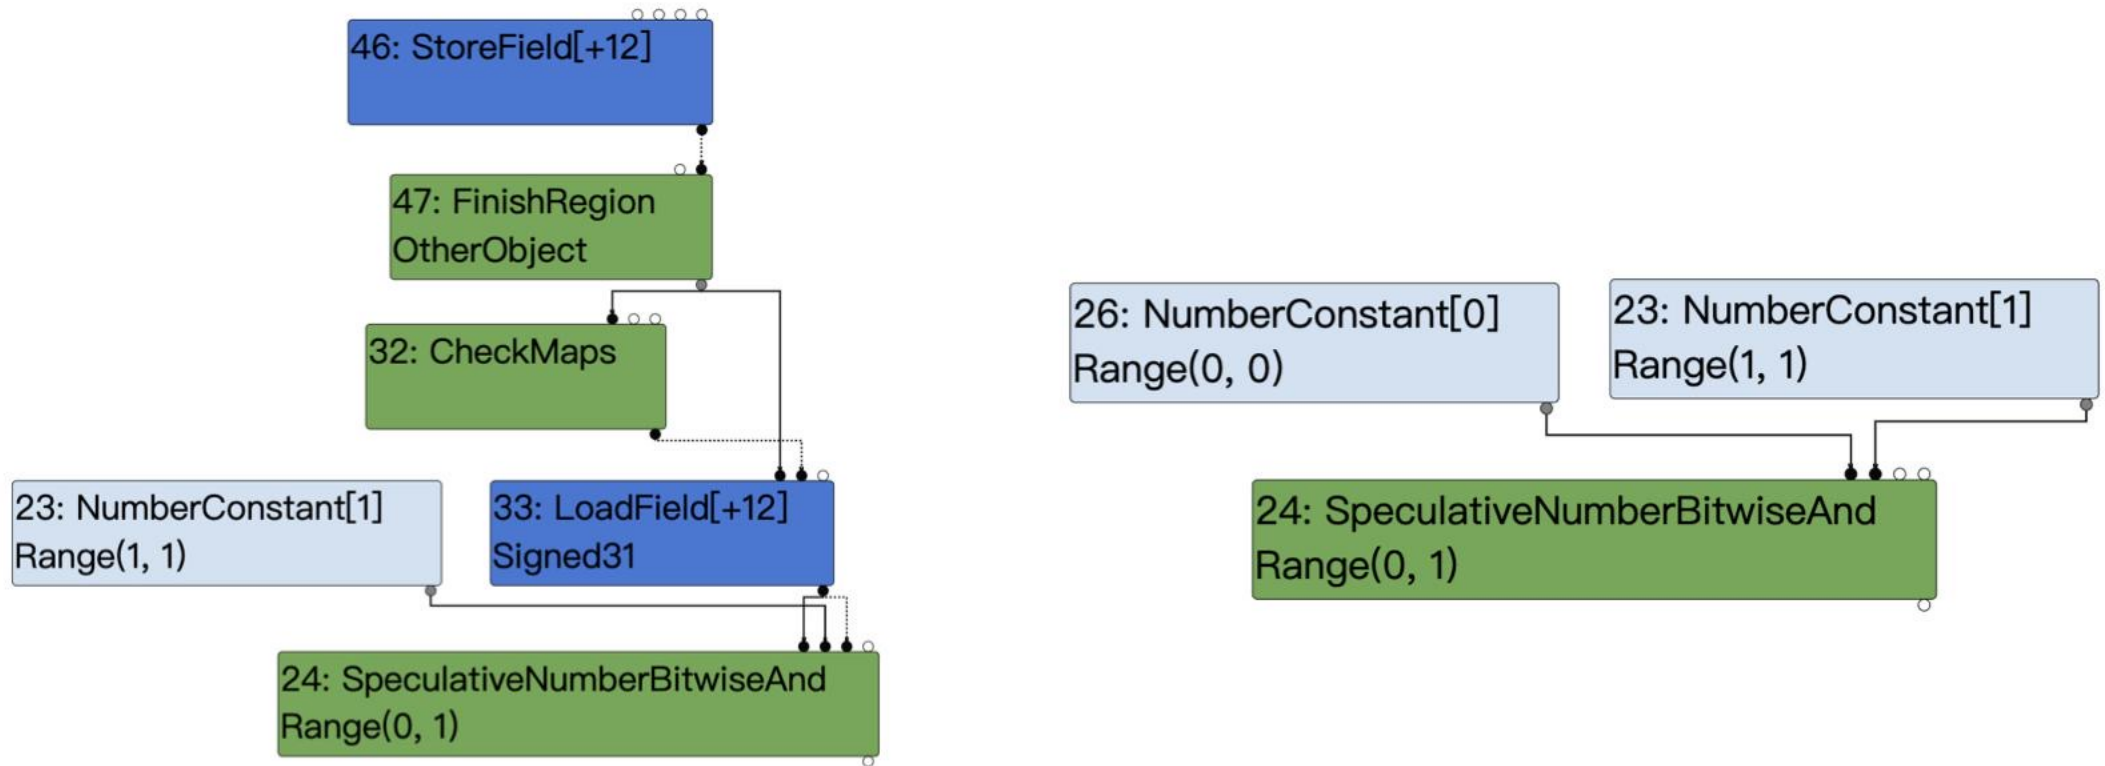 46: StoreField[+12]
47: FinishRegion
OtherObject
32: CheckMaps
23: NumberConstant[1]
Range(1, 1)
33: LoadField[+12]
Signed31
24: SpeculativeNumberBitwiseAnd
Range(0, 1)
26: NumberConstant[0]
Range(0, 0)
23: NumberConstant[1]
Range(1, 1)
24: SpeculativeNumberBitwiseAnd
Range(0, 1)